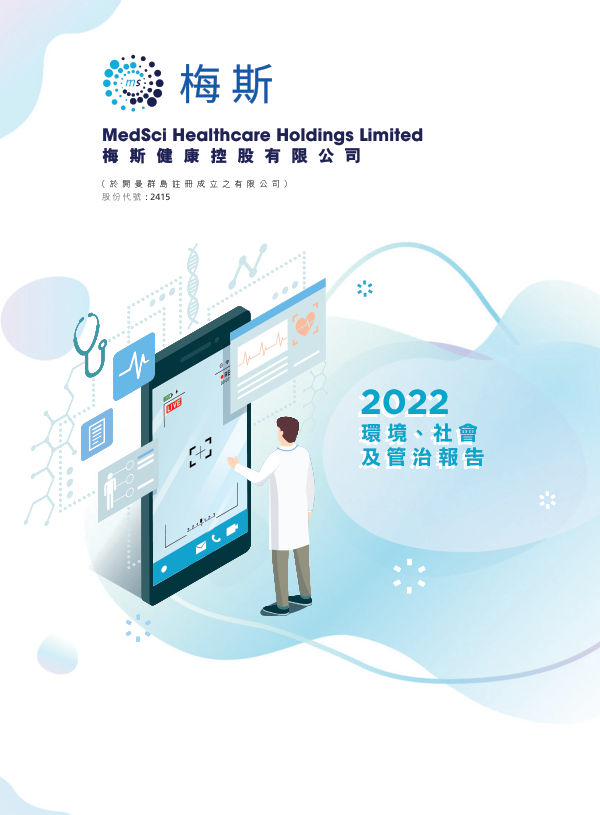 ms 梅斯
MedSci Healthcare Holdings Limited
梅斯健康控股有限公司
(於開曼群島註冊成立之有限公司)
股份代號 : 2415
LIVE
2022
環境、社會
及管治報告